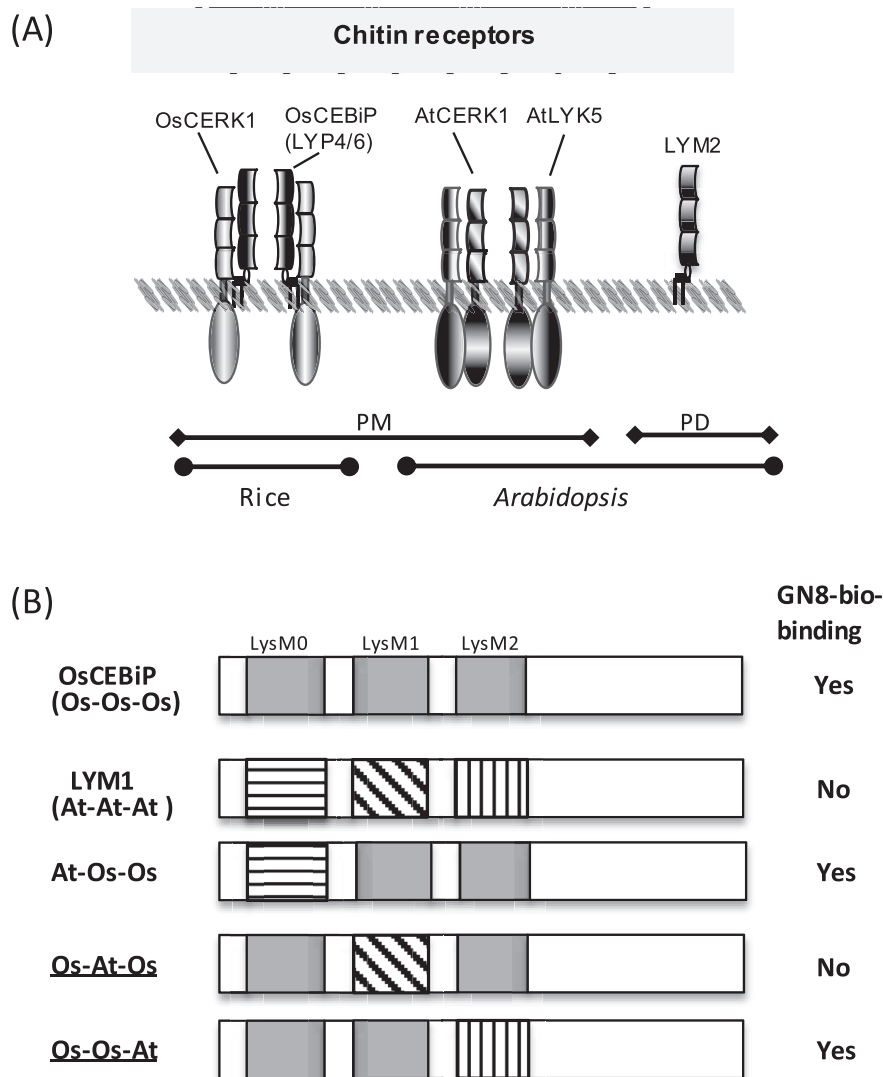 (A)
Chitin receptors
OsCERK1
OsCEBiP
(LYP4/6)
AtCERK1
AtLYK5
LYM2
PM
PD
Rice
Arabidopsis
(B)
GN8-bio-
binding
LysM0
LysM1
LysM2
OsCEBiP
(Os-Os-Os)
Yes
LYM1
(At-At-At )
No
At-Os-Os
Yes
Os-At-Os
No
Os-Os-At
Yes